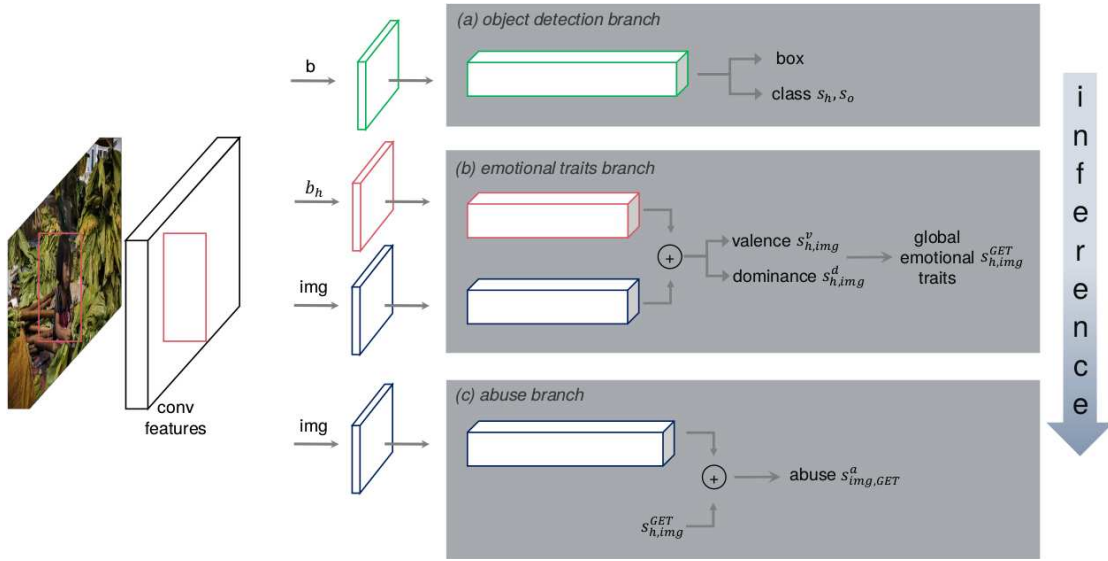 (a) object detection branch
b
box
class s_h, s_o
(b) emotional traits branch
b_h
img
valence s^v_{h,img}
dominance s^d_{h,img}
global
emotional s^{GET}_{h,img}
traits
conv
features
(c) abuse branch
img
abuse s^a_{img,GET}
s^{GET}_{h,img}
+
+
inference